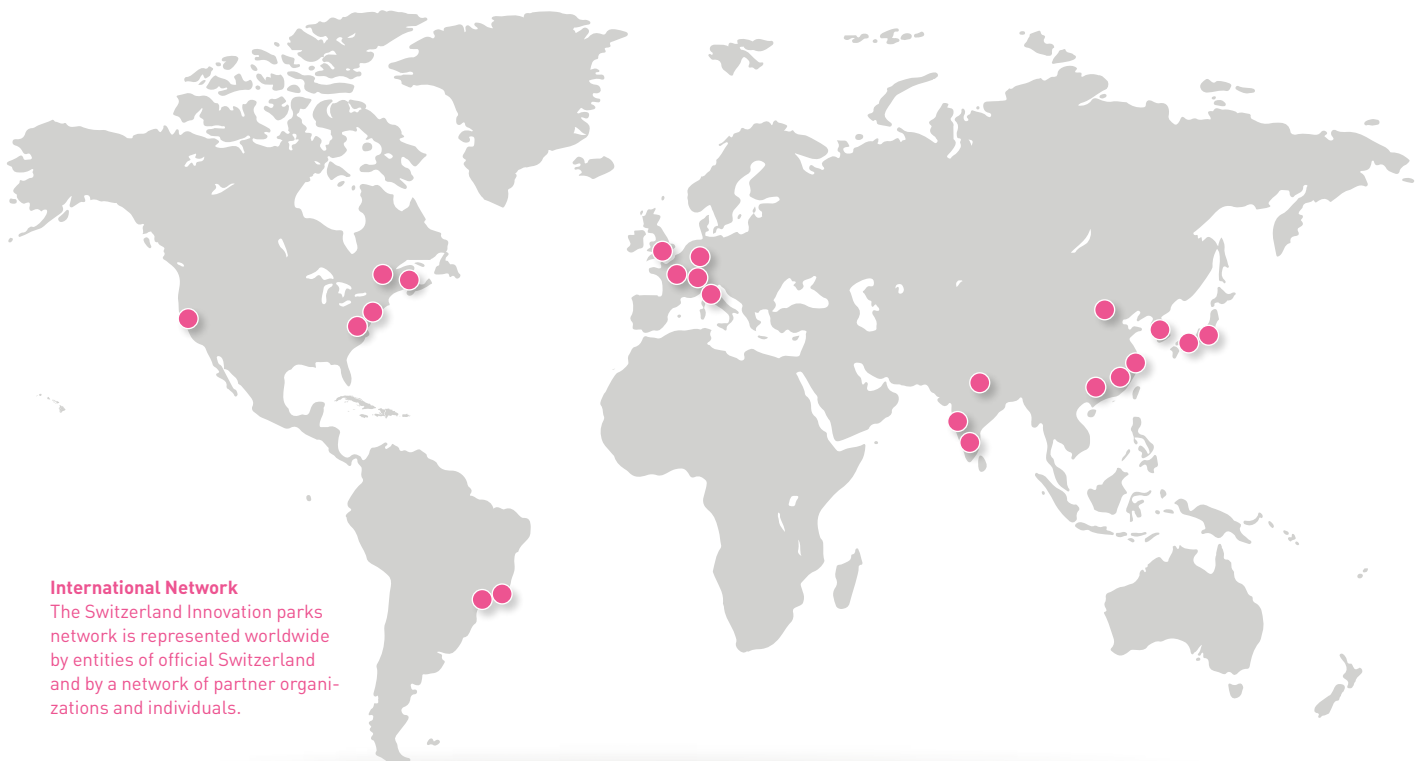 International Network
The Switzerland Innovation parks
network is represented worldwide
by entities of official Switzerland
and by a network of partner organi-
zations and individuals.